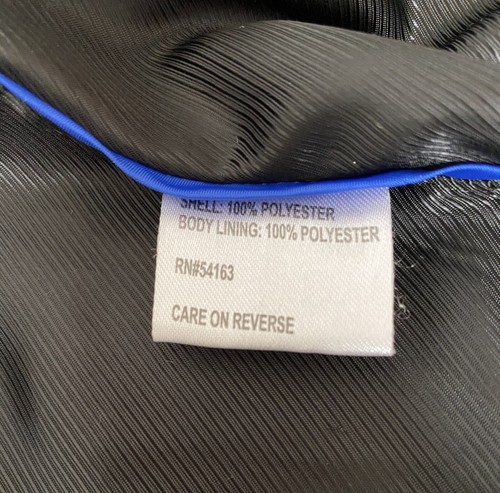 SHELL: 100% POLYESTER
BODY LINING: 100% POLYESTER
RN#54163
CARE ON REVERSE